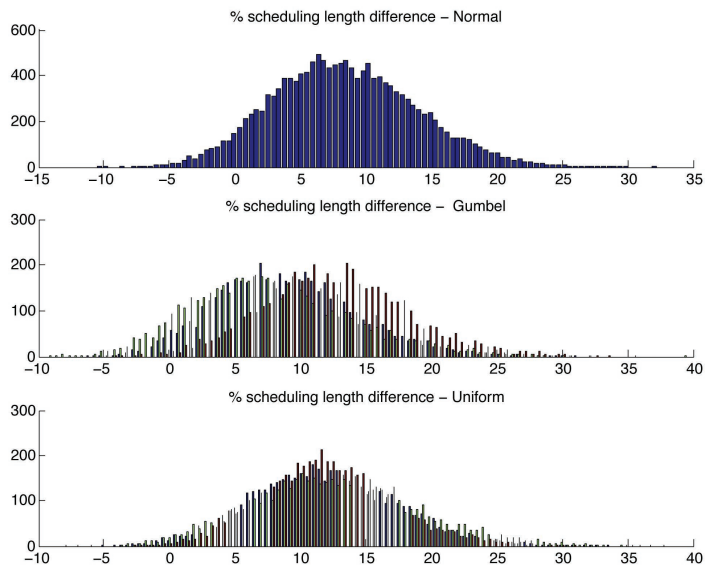 % scheduling length difference – Normal
600
400
200
0
−15 −10 −5 0 5 10 15 20 25 30 35
% scheduling length difference – Gumbel
300
200
100
0
−10 −5 0 5 10 15 20 25 30 35 40
% scheduling length difference – Uniform
300
200
100
0
−10 −5 0 5 10 15 20 25 30 35 40